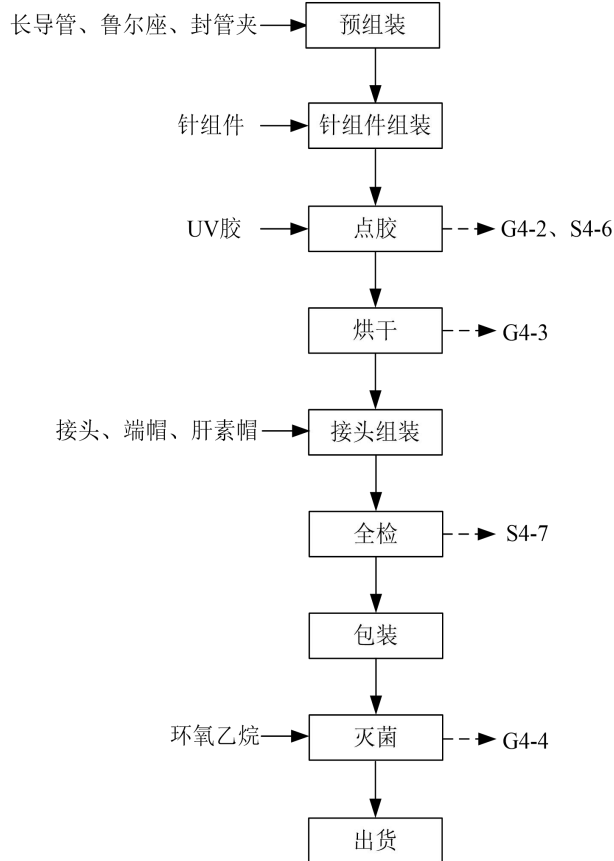 长导管、鲁尔座、封管夹
预组装
针组件
针组件组装
UV胶
点胶
G4-2、S4-6
烘干
G4-3
接头、端帽、肝素帽
接头组装
全检
S4-7
包装
环氧乙烷
灭菌
G4-4
出货